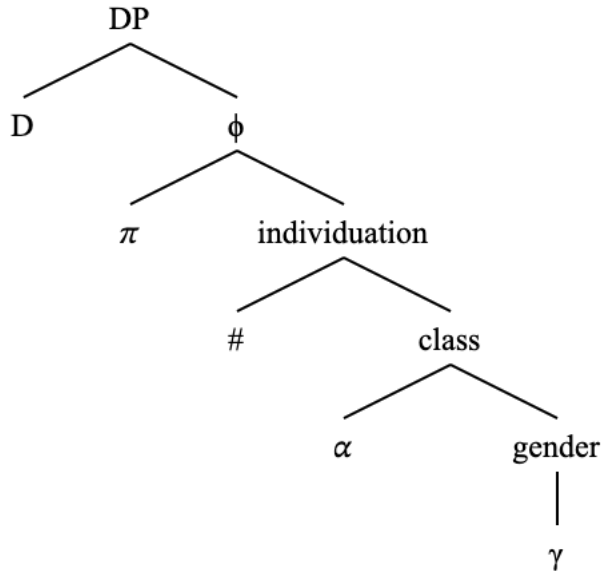 DP
D ϕ
π individuation
# class
α gender
γ